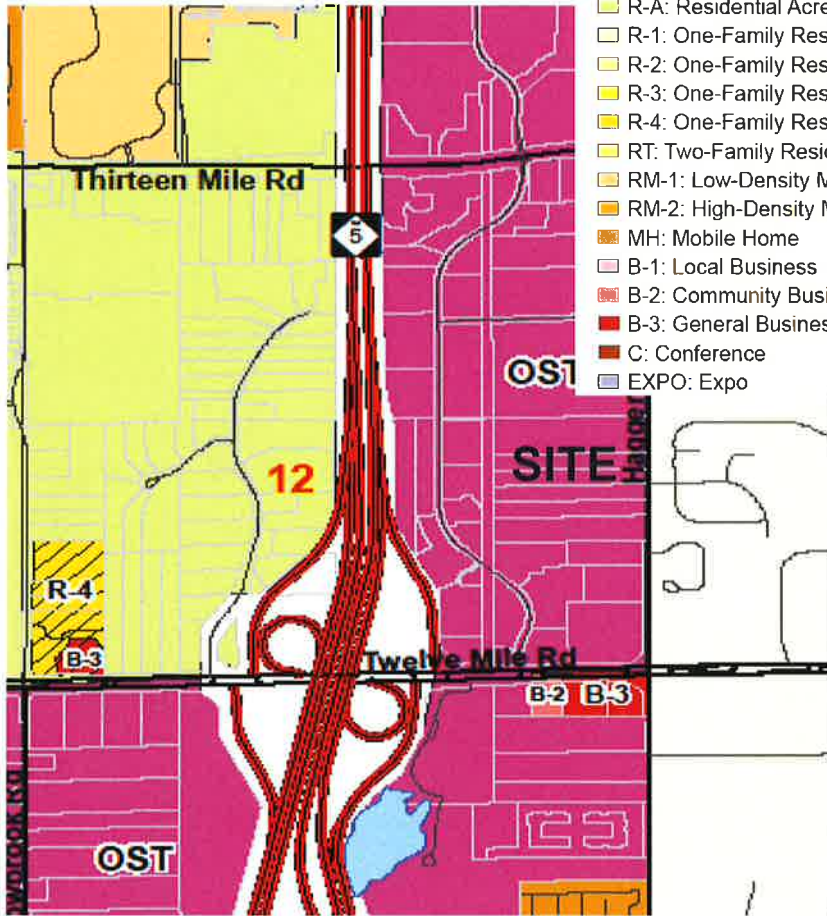 R-A: Residential Acre
R-1: One-Family Res
R-2: One-Family Res
R-3: One-Family Res
R-4: One-Family Res
RT: Two-Family Resid
RM-1: Low-Density M
RM-2: High-Density M
MH: Mobile Home
B-1: Local Business
B-2: Community Busi
B-3: General Busines
C: Conference
EXPO: Expo
Thirteen Mile Rd
5
OST
SITE
Hagger
12
R-4
B-3
Twelve Mile Rd
B-2 B-3
OST